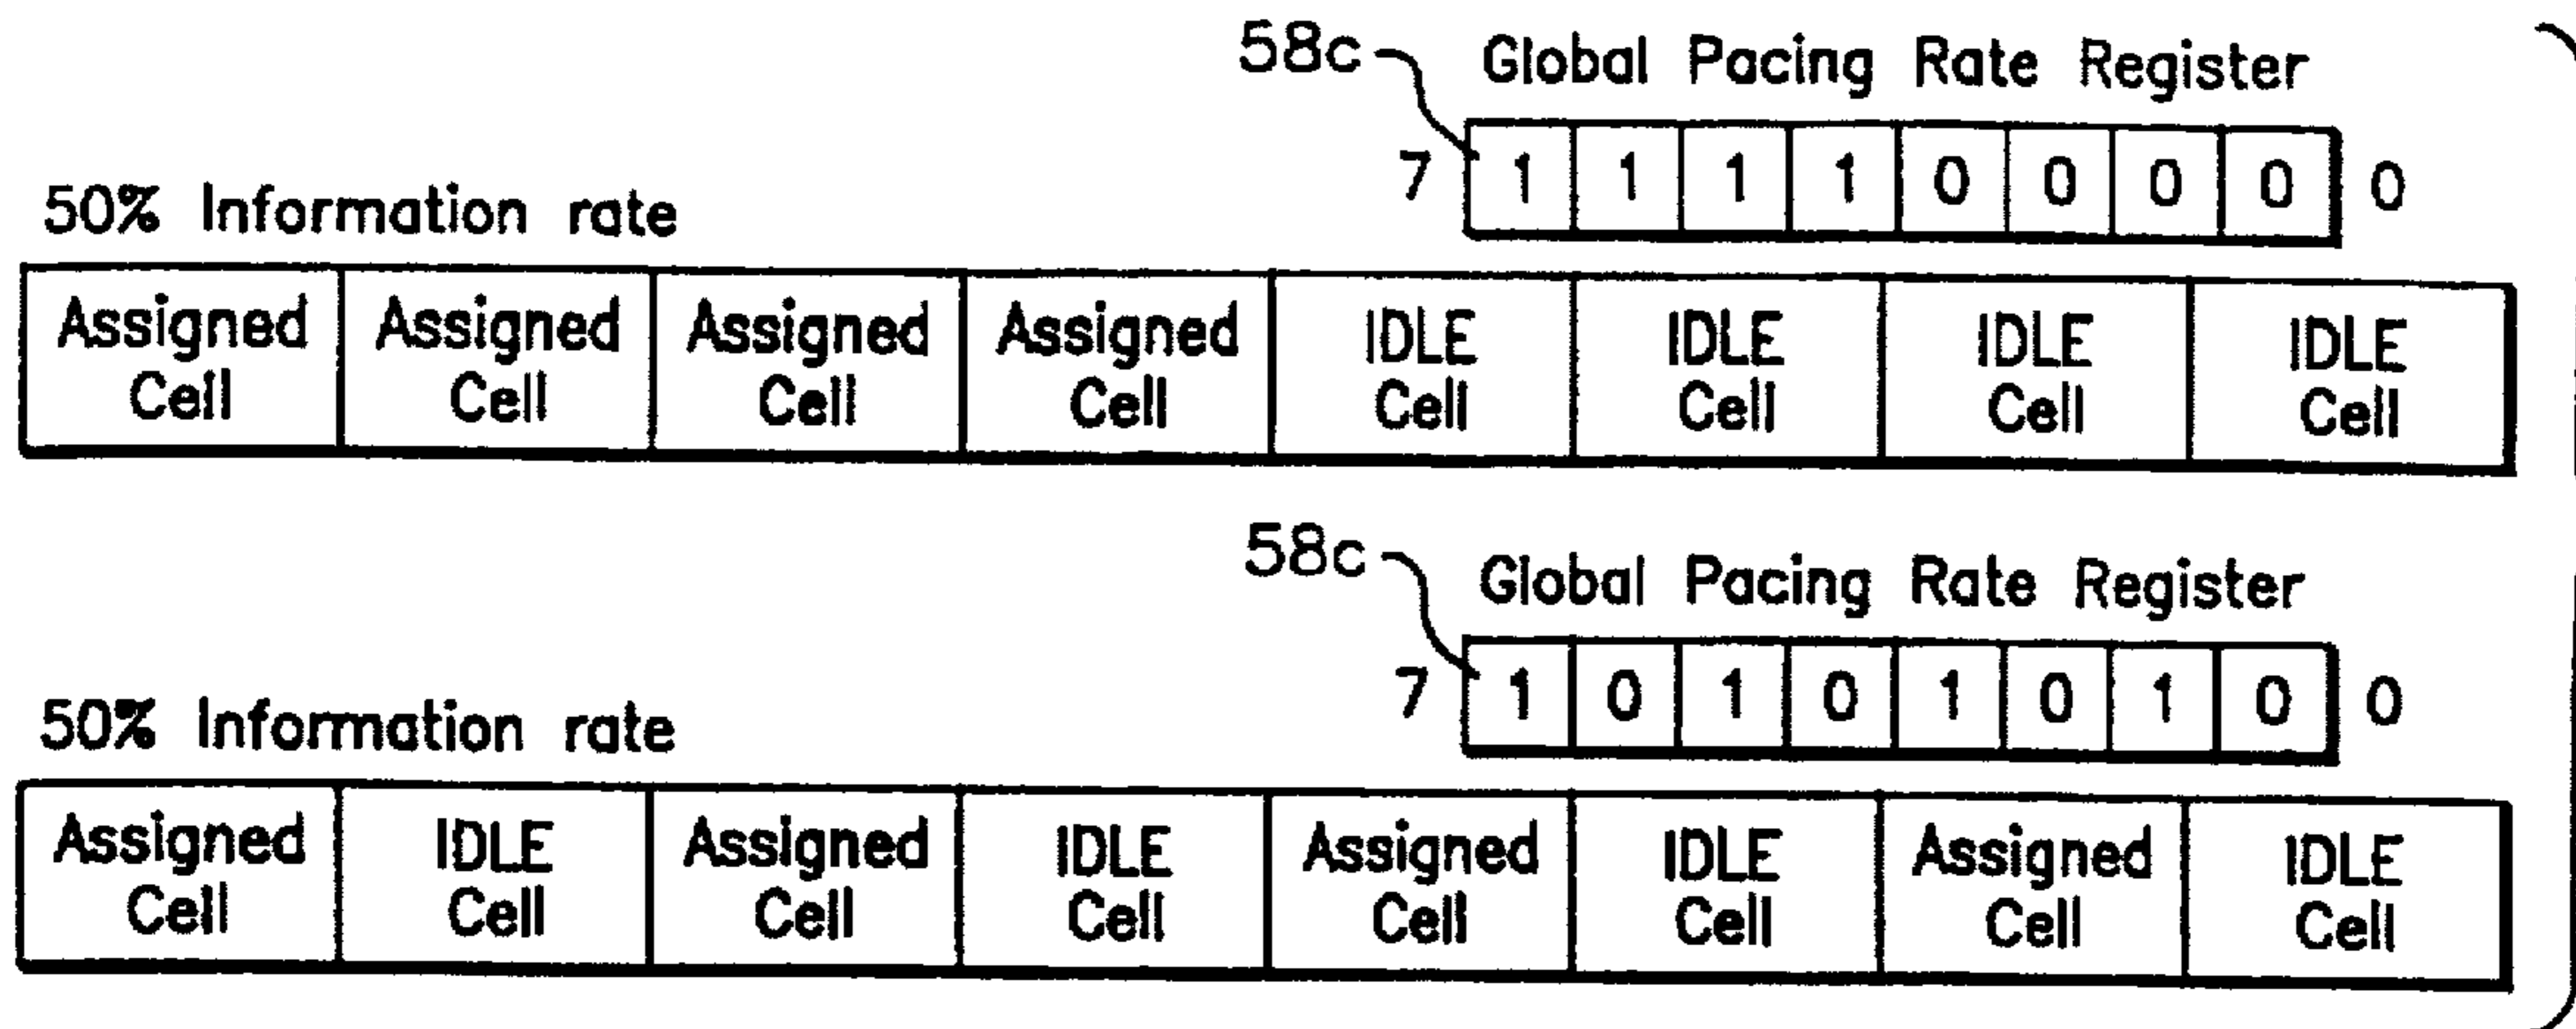 58c Global Pacing Rate Register
7 1 1 1 1 0 0 0 0 0
50% Information rate
Assigned Cell Assigned Cell Assigned Cell Assigned Cell IDLE Cell IDLE Cell IDLE Cell IDLE Cell
58c Global Pacing Rate Register
7 1 0 1 0 1 0 1 0 0
50% Information rate
Assigned Cell IDLE Cell Assigned Cell IDLE Cell Assigned Cell IDLE Cell Assigned Cell IDLE Cell